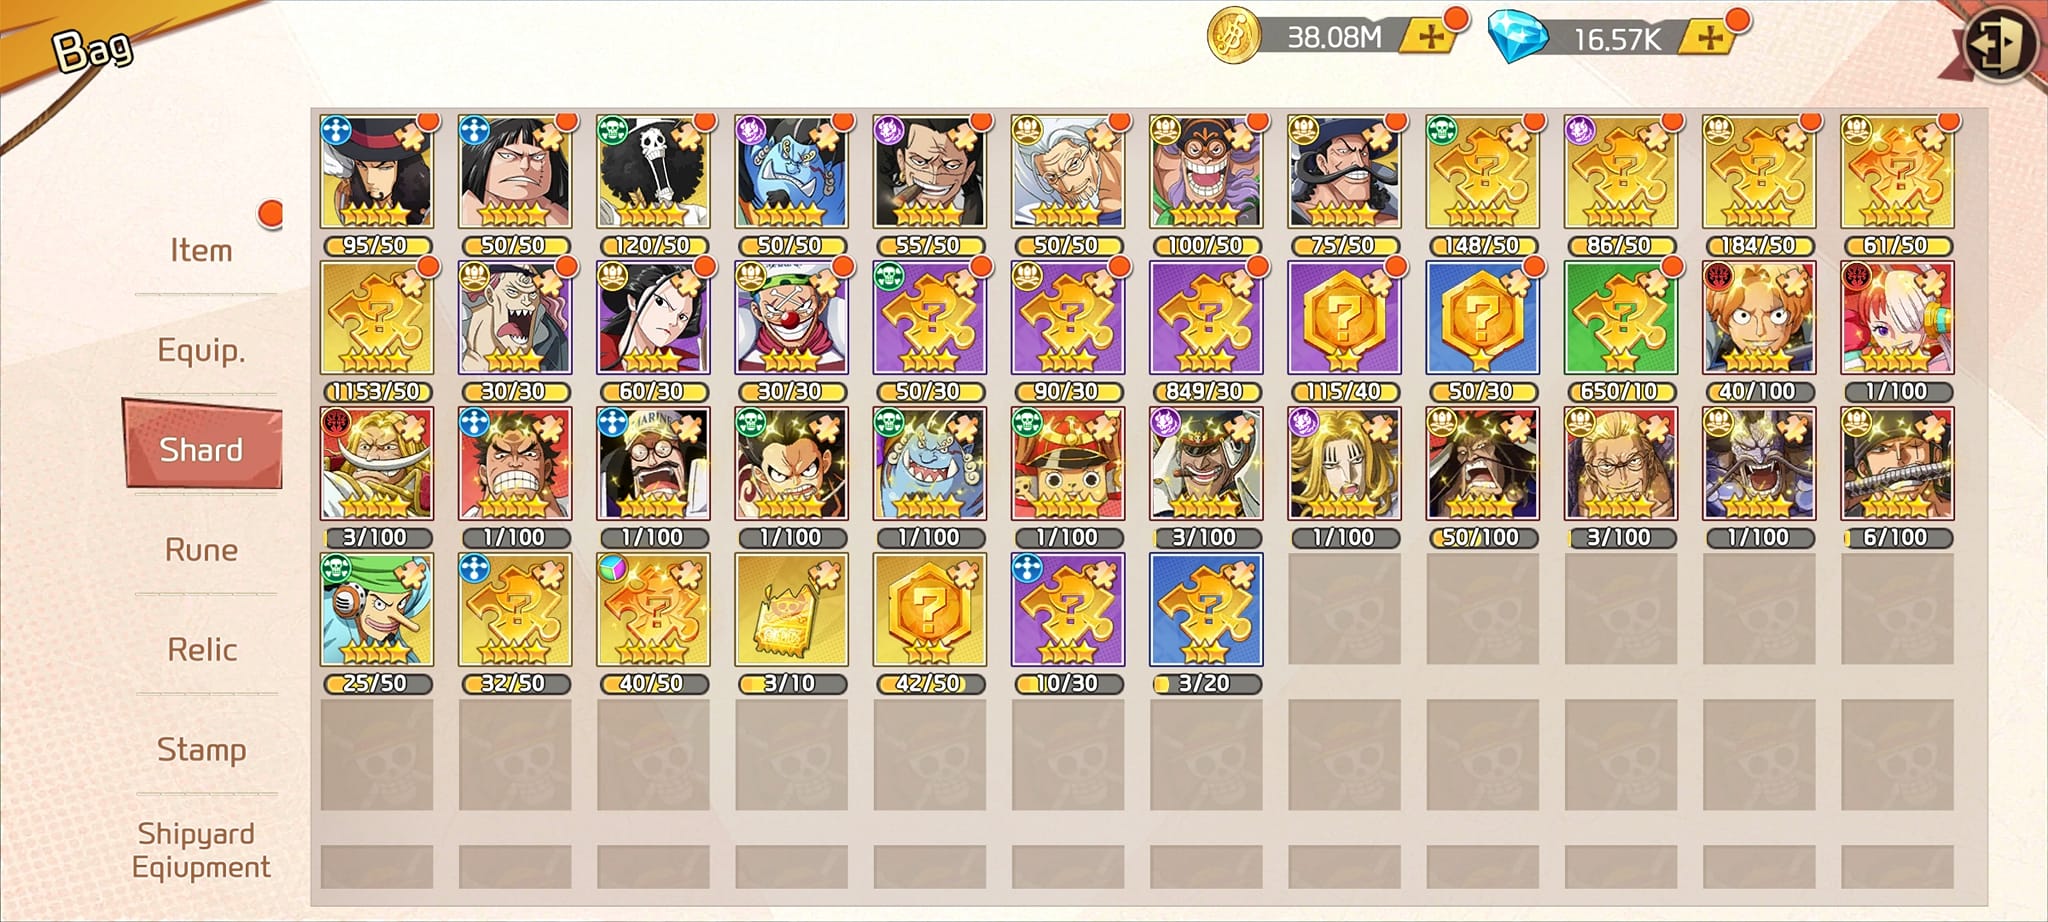 Bag
38.08M
16.57K
Item
Equip.
Shard
Rune
Relic
Stamp
Shipyard
Eqiupment
95/50 50/50 120/50 50/50 55/50 50/50 100/50 75/50 148/50 86/50 184/50 61/50
1153/50 30/30 60/30 30/30 50/30 90/30 849/30 115/40 50/30 650/10 40/100 1/100
MARINE
3/100 1/100 1/100 1/100 1/100 1/100 3/100 1/100 50/100 3/100 1/100 6/100
25/50 32/50 40/50 3/10 42/50 10/30 3/20